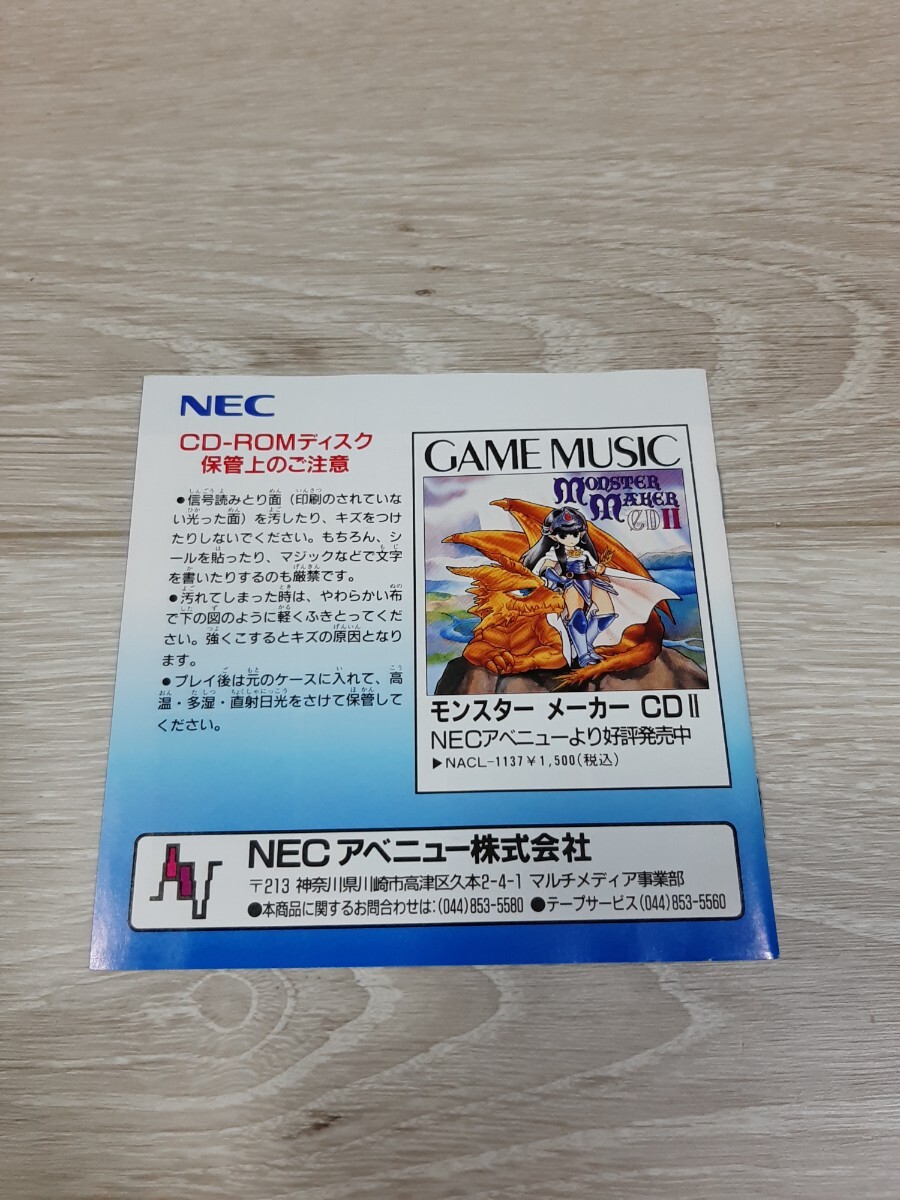 NEC
CD-ROMディスク
保管上のご注意
●信号読みとり面（印刷のされていな
い光った面）を汚したり、キズをつけ
たりしないでください。もちろん、シ
ールを貼ったり、マジックなどで文字
を書いたりするのも厳禁です。
●汚れてしまった時は、やわらかい布
で下の図のように軽くふきとってくだ
さい。強くこするとキズの原因となり
ます。
●プレイ後は元のケースに入れて、高
温・多湿・直射日光をさけて保管して
ください。
GAME MUSIC
MONSTER
MAKER
CDII
モンスター メーカー CDⅡ
NECアベニューより好評発売中
▶NACL-1137￥1,500(税込)
NECアベニュー株式会社
〒213 神奈川県川崎市高津区久本2-4-1 マルチメディア事業部
●本商品に関するお問合わせは:(044)853-5580 ●テープサービス(044)853-5560